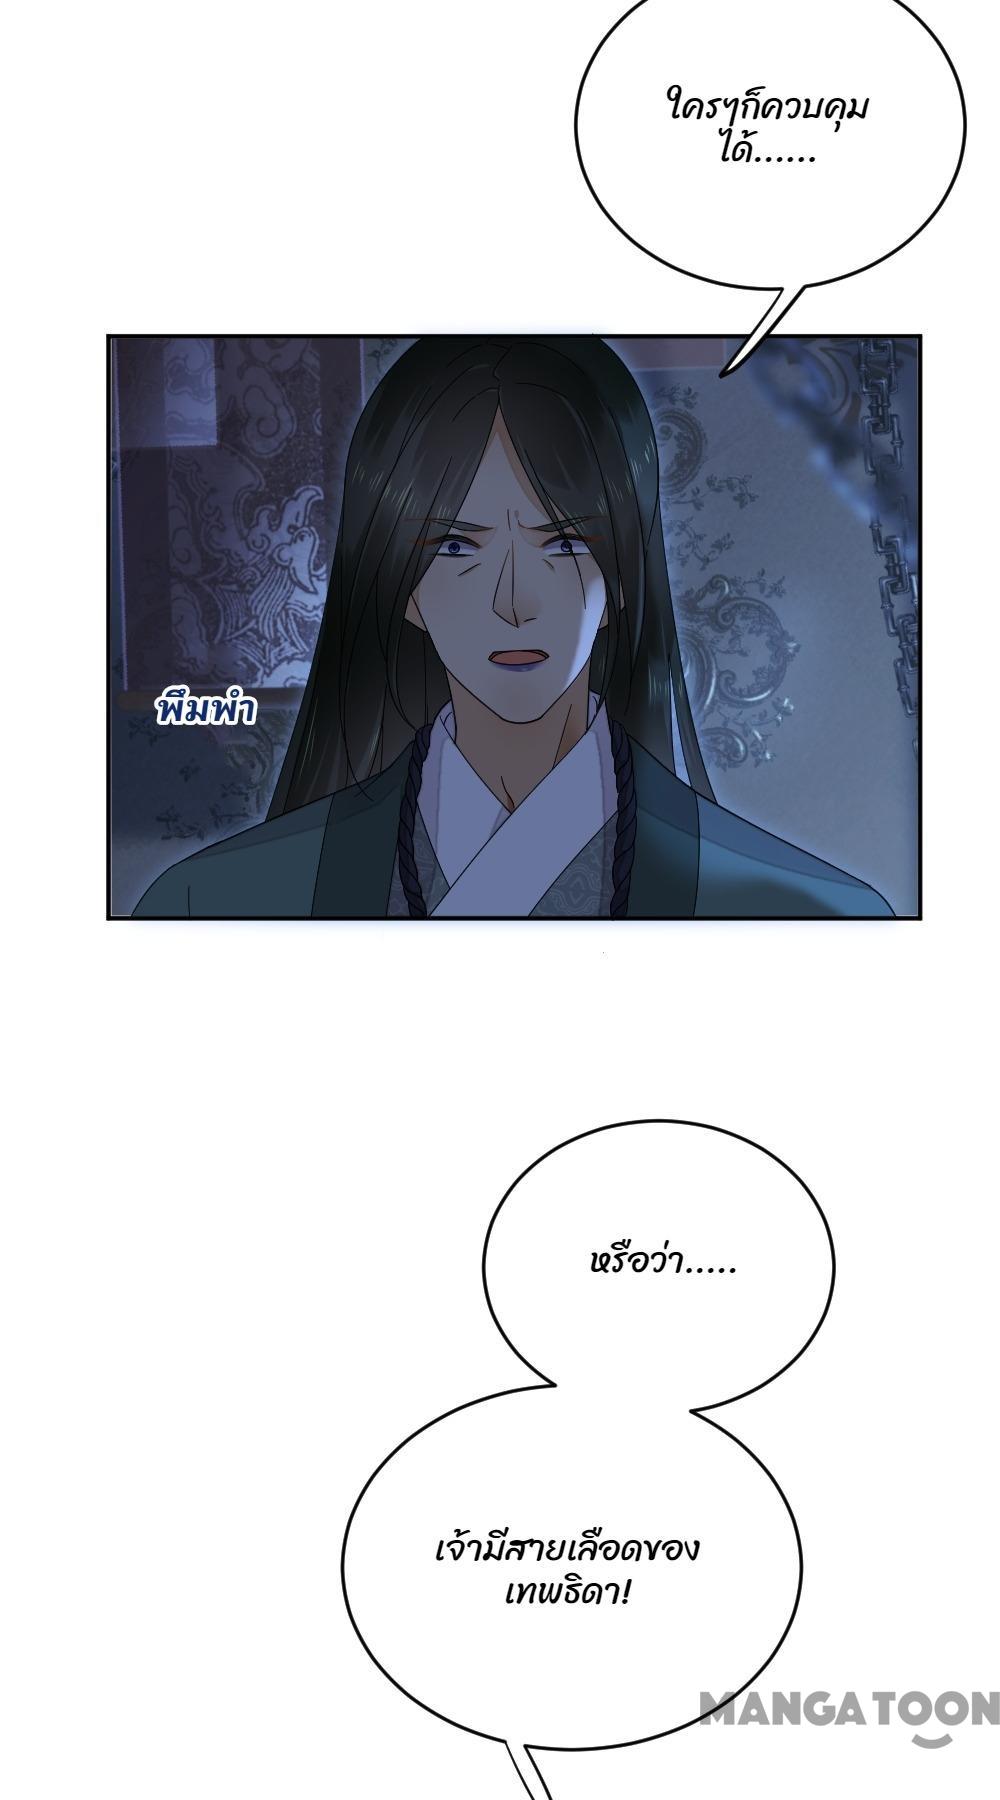 ใครๆก็ควบคุม
ได้......
พึมพำ
หรือว่า.....
เจ้ามีสายเลือดของ
เทพธิดา!
MANGATOON